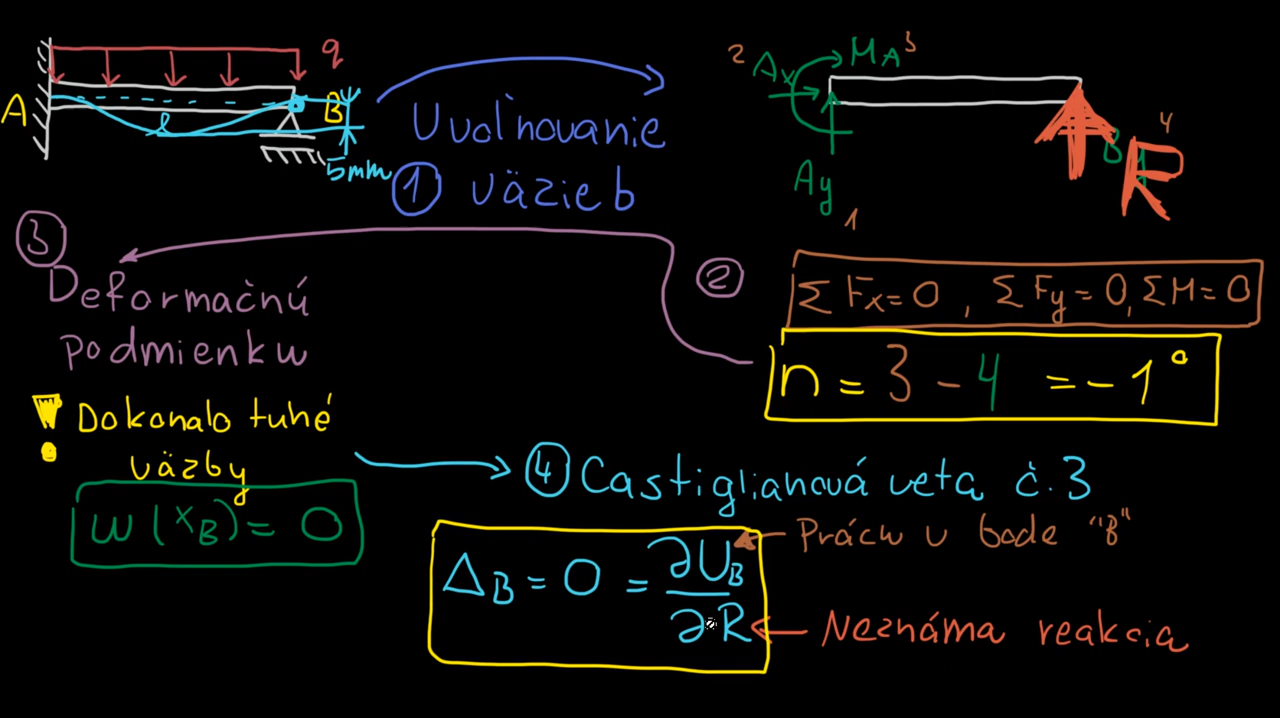 q
A
B
5mm
Uvoľnovanie
① väzieb
2 Ax
MA 3
Ay
1
4
R
③
Deformačnú
podmienku
! Dokonalo tuhé
väzby
w(xB) = 0
②
ΣFx=0, ΣFy=0, ΣM=0
n = 3 - 4 = -1°
④ Castiglianová veta č.3
ΔB = 0 = ∂UB
∂R
Prácu v bode "B"
Neznáma reakcia